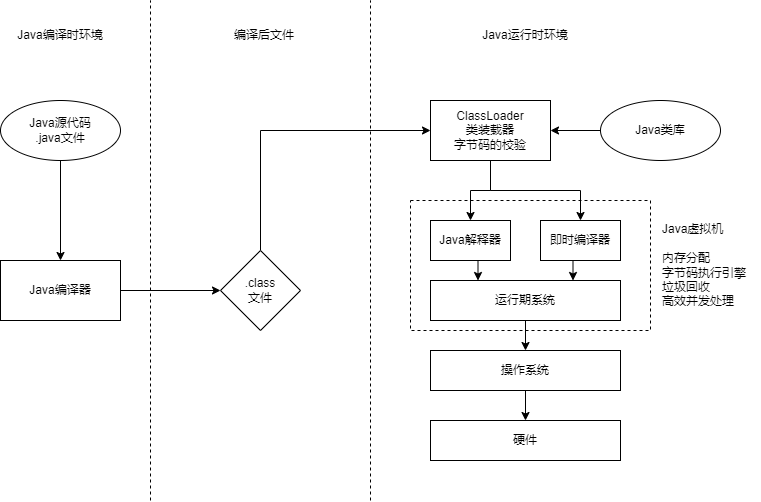 Java编译时环境
编译后文件
Java运行时环境
Java源代码
.java文件
ClassLoader
类装载器
字节码的校验
Java类库
Java解释器
即时编译器
Java虚拟机
内存分配
字节码执行引擎
垃圾回收
高效并发处理
Java编译器
.class
文件
运行期系统
操作系统
硬件